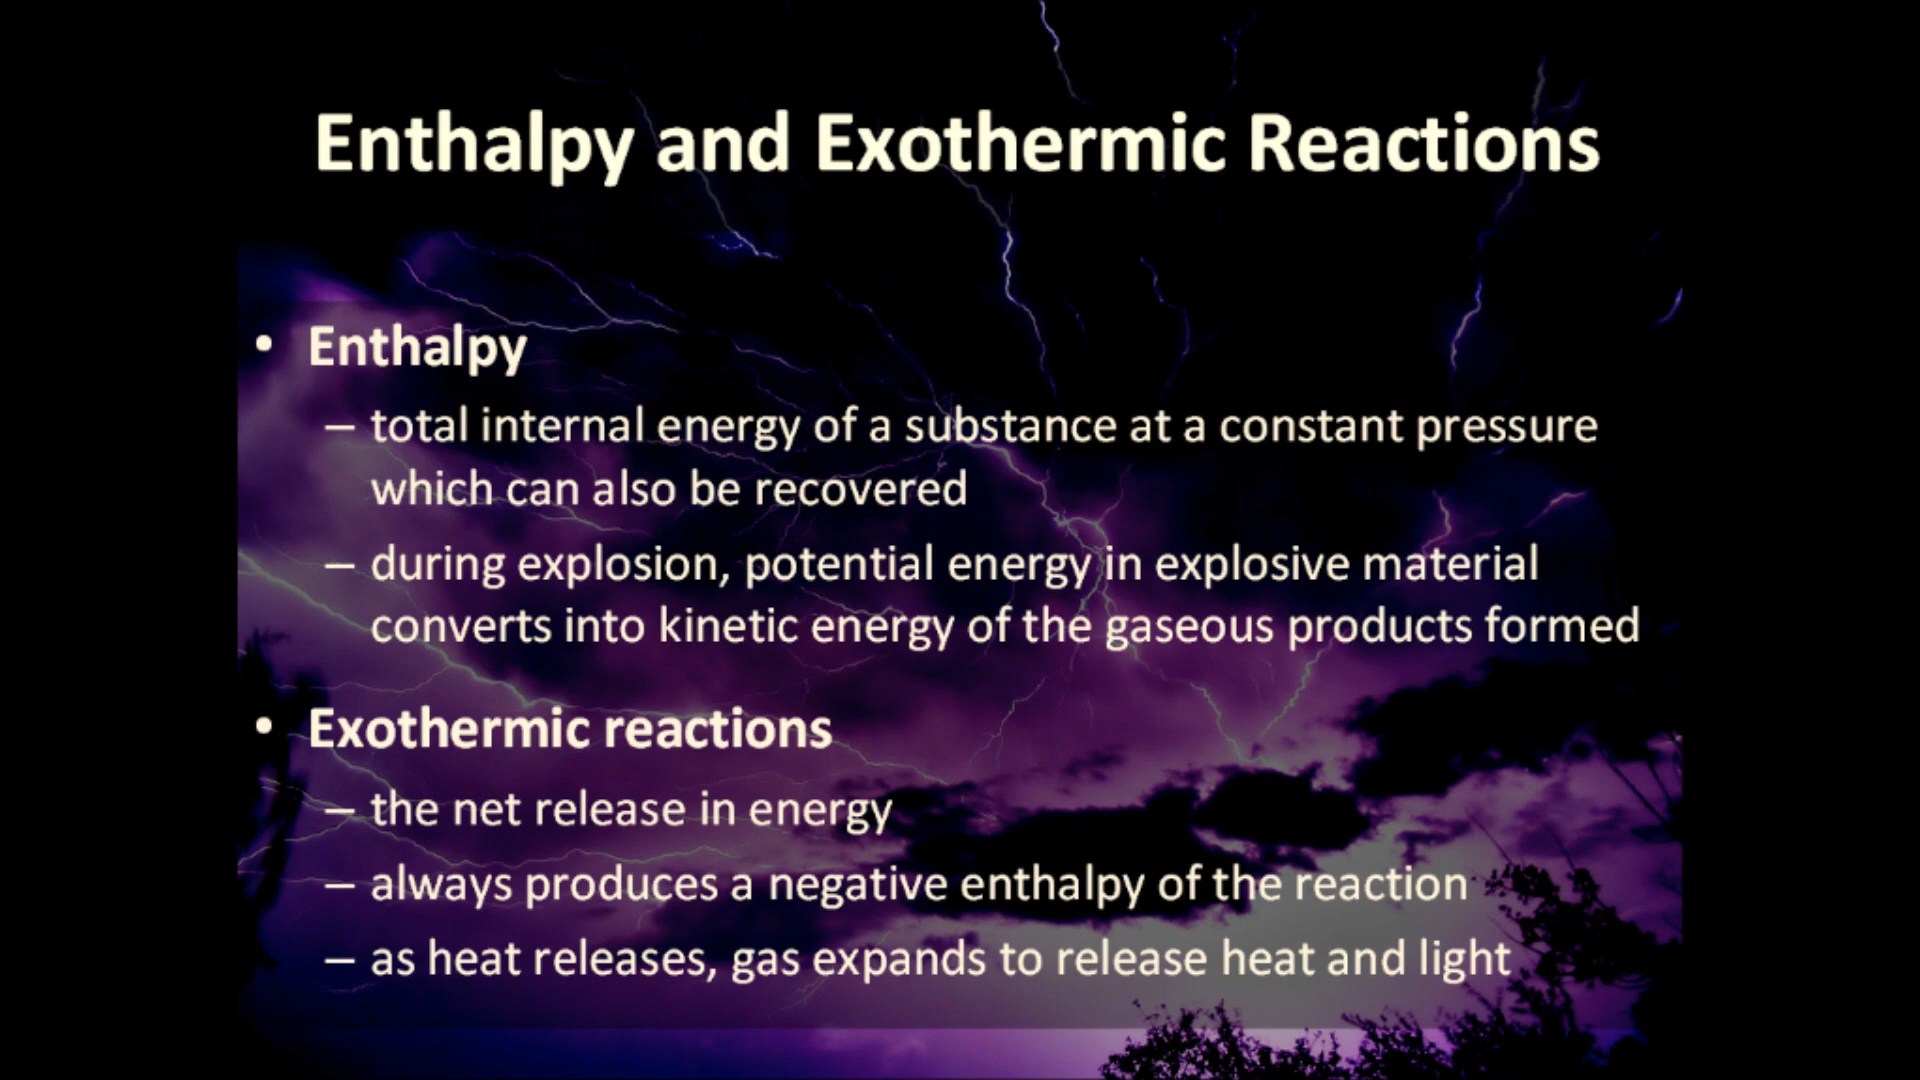 Enthalpy and Exothermic Reactions
• Enthalpy
– total internal energy of a substance at a constant pressure
which can also be recovered
– during explosion, potential energy in explosive material
converts into kinetic energy of the gaseous products formed
• Exothermic reactions
– the net release in energy
– always produces a negative enthalpy of the reaction
– as heat releases, gas expands to release heat and light